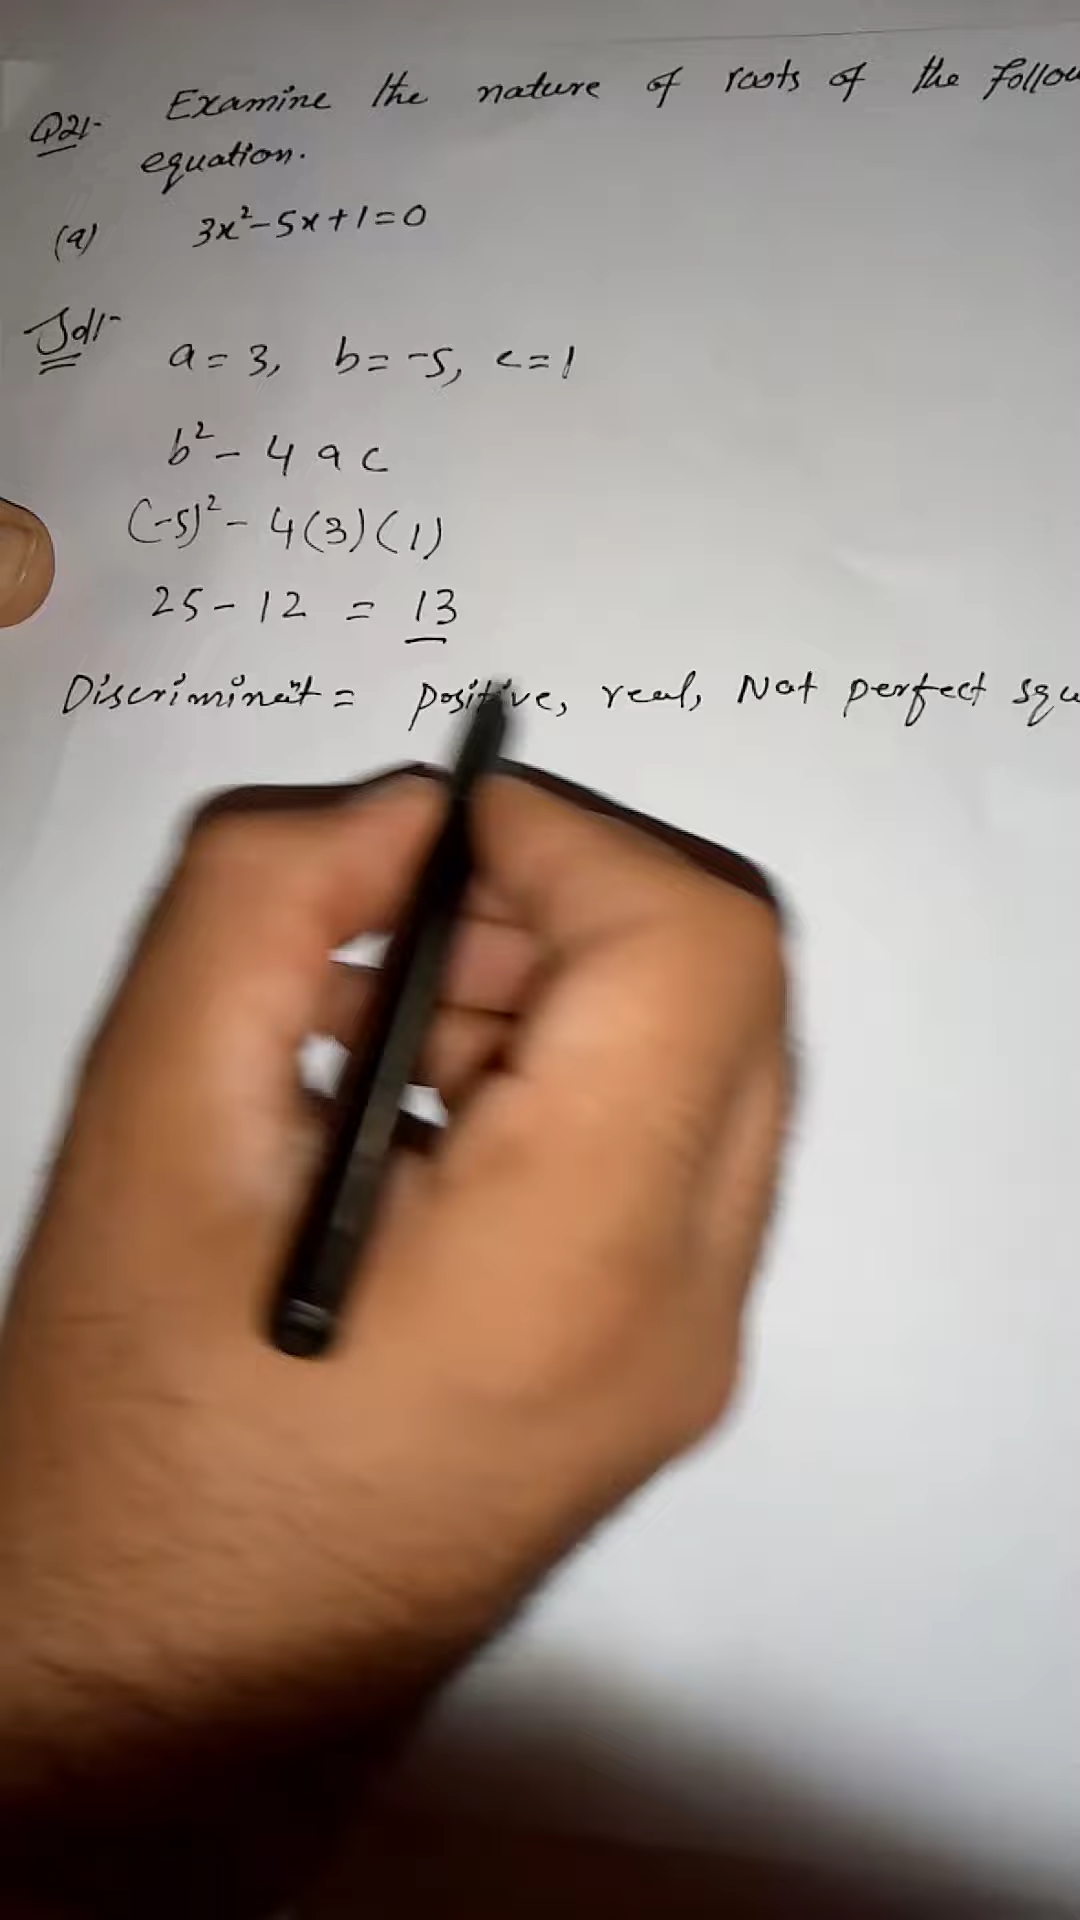 Q21- Examine the nature of roots of the follow
equation.
(a) 3x²-5x+1=0
Sol-
a=3, b=-5, c=1
b²-4ac
(-5)²-4(3)(1)
25-12 = 13
Discriminant = positive, real, Not perfect squ